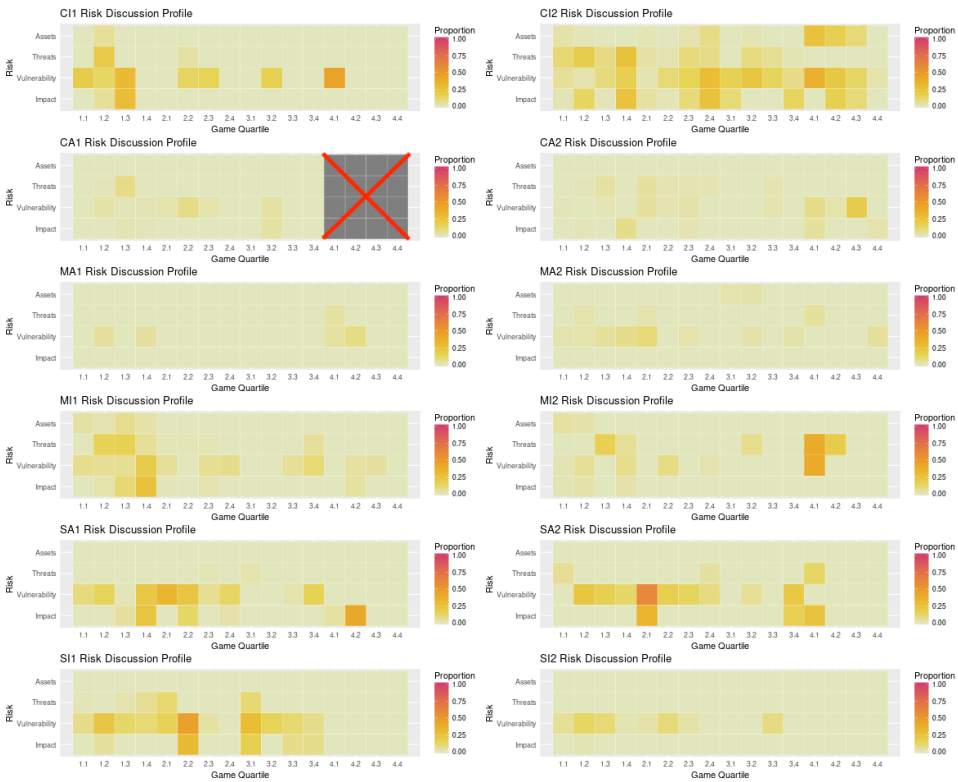 CI1 Risk Discussion Profile
Risk
Assets
Threats
Vulnerability
Impact
1.1 1.2 1.3 1.4 2.1 2.2 2.3 2.4 3.1 3.2 3.3 3.4 4.1 4.2 4.3 4.4
Game Quartile
Proportion
1.00
0.75
0.50
0.25
0.00
CI2 Risk Discussion Profile
Risk
Assets
Threats
Vulnerability
Impact
1.1 1.2 1.3 1.4 2.1 2.2 2.3 2.4 3.1 3.2 3.3 3.4 4.1 4.2 4.3 4.4
Game Quartile
Proportion
1.00
0.75
0.50
0.25
0.00
CA1 Risk Discussion Profile
Risk
Assets
Threats
Vulnerability
Impact
1.1 1.2 1.3 1.4 2.1 2.2 2.3 2.4 3.1 3.2 3.3 3.4 4.1 4.2 4.3 4.4
Game Quartile
Proportion
1.00
0.75
0.50
0.25
0.00
CA2 Risk Discussion Profile
Risk
Assets
Threats
Vulnerability
Impact
1.1 1.2 1.3 1.4 2.1 2.2 2.3 2.4 3.1 3.2 3.3 3.4 4.1 4.2 4.3 4.4
Game Quartile
Proportion
1.00
0.75
0.50
0.25
0.00
MA1 Risk Discussion Profile
Risk
Assets
Threats
Vulnerability
Impact
1.1 1.2 1.3 1.4 2.1 2.2 2.3 2.4 3.1 3.2 3.3 3.4 4.1 4.2 4.3 4.4
Game Quartile
Proportion
1.00
0.75
0.50
0.25
0.00
MA2 Risk Discussion Profile
Risk
Assets
Threats
Vulnerability
Impact
1.1 1.2 1.3 1.4 2.1 2.2 2.3 2.4 3.1 3.2 3.3 3.4 4.1 4.2 4.3 4.4
Game Quartile
Proportion
1.00
0.75
0.50
0.25
0.00
MI1 Risk Discussion Profile
Risk
Assets
Threats
Vulnerability
Impact
1.1 1.2 1.3 1.4 2.1 2.2 2.3 2.4 3.1 3.2 3.3 3.4 4.1 4.2 4.3 4.4
Game Quartile
Proportion
1.00
0.75
0.50
0.25
0.00
MI2 Risk Discussion Profile
Risk
Assets
Threats
Vulnerability
Impact
1.1 1.2 1.3 1.4 2.1 2.2 2.3 2.4 3.1 3.2 3.3 3.4 4.1 4.2 4.3 4.4
Game Quartile
Proportion
1.00
0.75
0.50
0.25
0.00
SA1 Risk Discussion Profile
Risk
Assets
Threats
Vulnerability
Impact
1.1 1.2 1.3 1.4 2.1 2.2 2.3 2.4 3.1 3.2 3.3 3.4 4.1 4.2 4.3 4.4
Game Quartile
Proportion
1.00
0.75
0.50
0.25
0.00
SA2 Risk Discussion Profile
Risk
Assets
Threats
Vulnerability
Impact
1.1 1.2 1.3 1.4 2.1 2.2 2.3 2.4 3.1 3.2 3.3 3.4 4.1 4.2 4.3 4.4
Game Quartile
Proportion
1.00
0.75
0.50
0.25
0.00
SI1 Risk Discussion Profile
Risk
Assets
Threats
Vulnerability
Impact
1.1 1.2 1.3 1.4 2.1 2.2 2.3 2.4 3.1 3.2 3.3 3.4 4.1 4.2 4.3 4.4
Game Quartile
Proportion
1.00
0.75
0.50
0.25
0.00
SI2 Risk Discussion Profile
Risk
Assets
Threats
Vulnerability
Impact
1.1 1.2 1.3 1.4 2.1 2.2 2.3 2.4 3.1 3.2 3.3 3.4 4.1 4.2 4.3 4.4
Game Quartile
Proportion
1.00
0.75
0.50
0.25
0.00